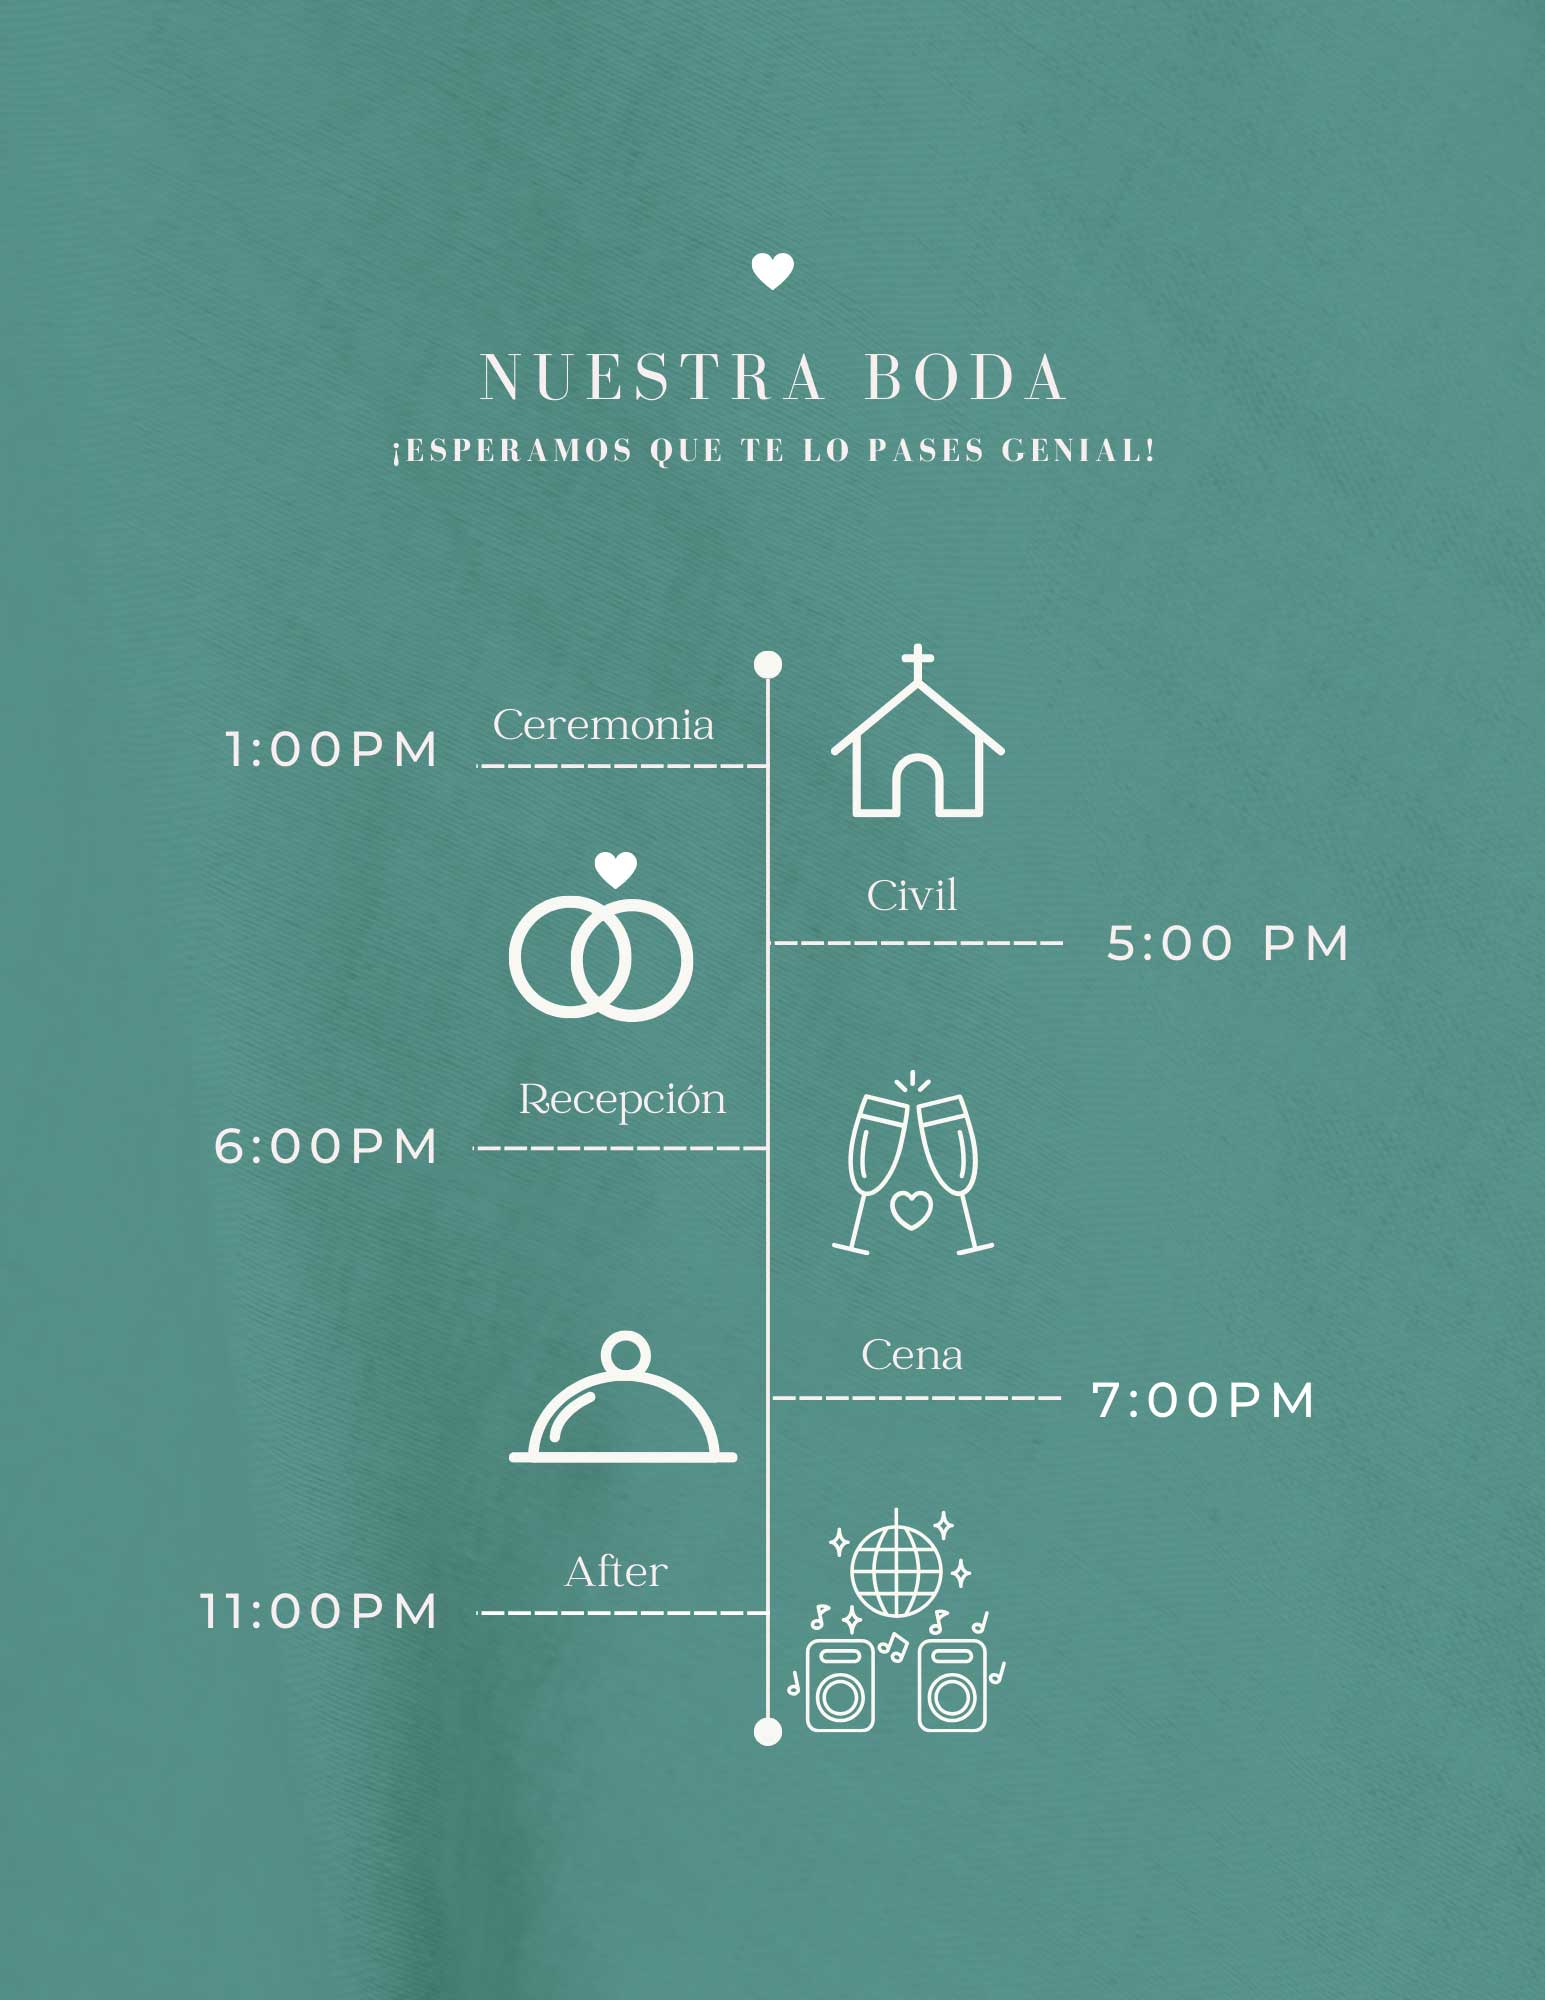 NUESTRA BODA
¡ESPERAMOS QUE TE LO PASES GENIAL!
Ceremonia
1:00PM
Civil
5:00 PM
Recepción
6:00PM
Cena
7:00PM
After
11:00PM